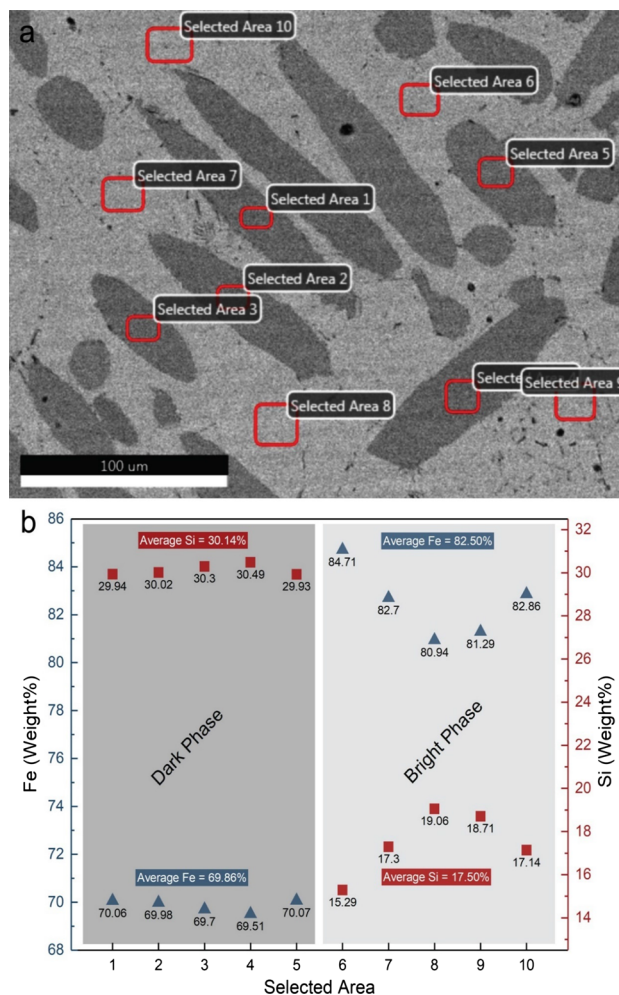 a
Selected Area 10
Selected Area 6
Selected Area 5
Selected Area 7
Selected Area 1
Selected Area 2
Selected Area 3
Selected Area 8
Selecte
Selected Area 9
100 um
b
86
84
82
80
78
76
74
72
70
68
Fe (Weight%)
Average Si = 30.14%
29.94
30.02
30.3
30.49
29.93
Dark Phase
Average Fe = 69.86%
70.06
69.98
69.7
69.51
70.07
Average Fe = 82.50%
84.71
82.7
80.94
81.29
82.86
Bright Phase
15.29
17.3
19.06
18.71
17.14
Average Si = 17.50%
32
30
28
26
24
22
20
18
16
14
Si (Weight%)
1 2 3 4 5 6 7 8 9 10
Selected Area